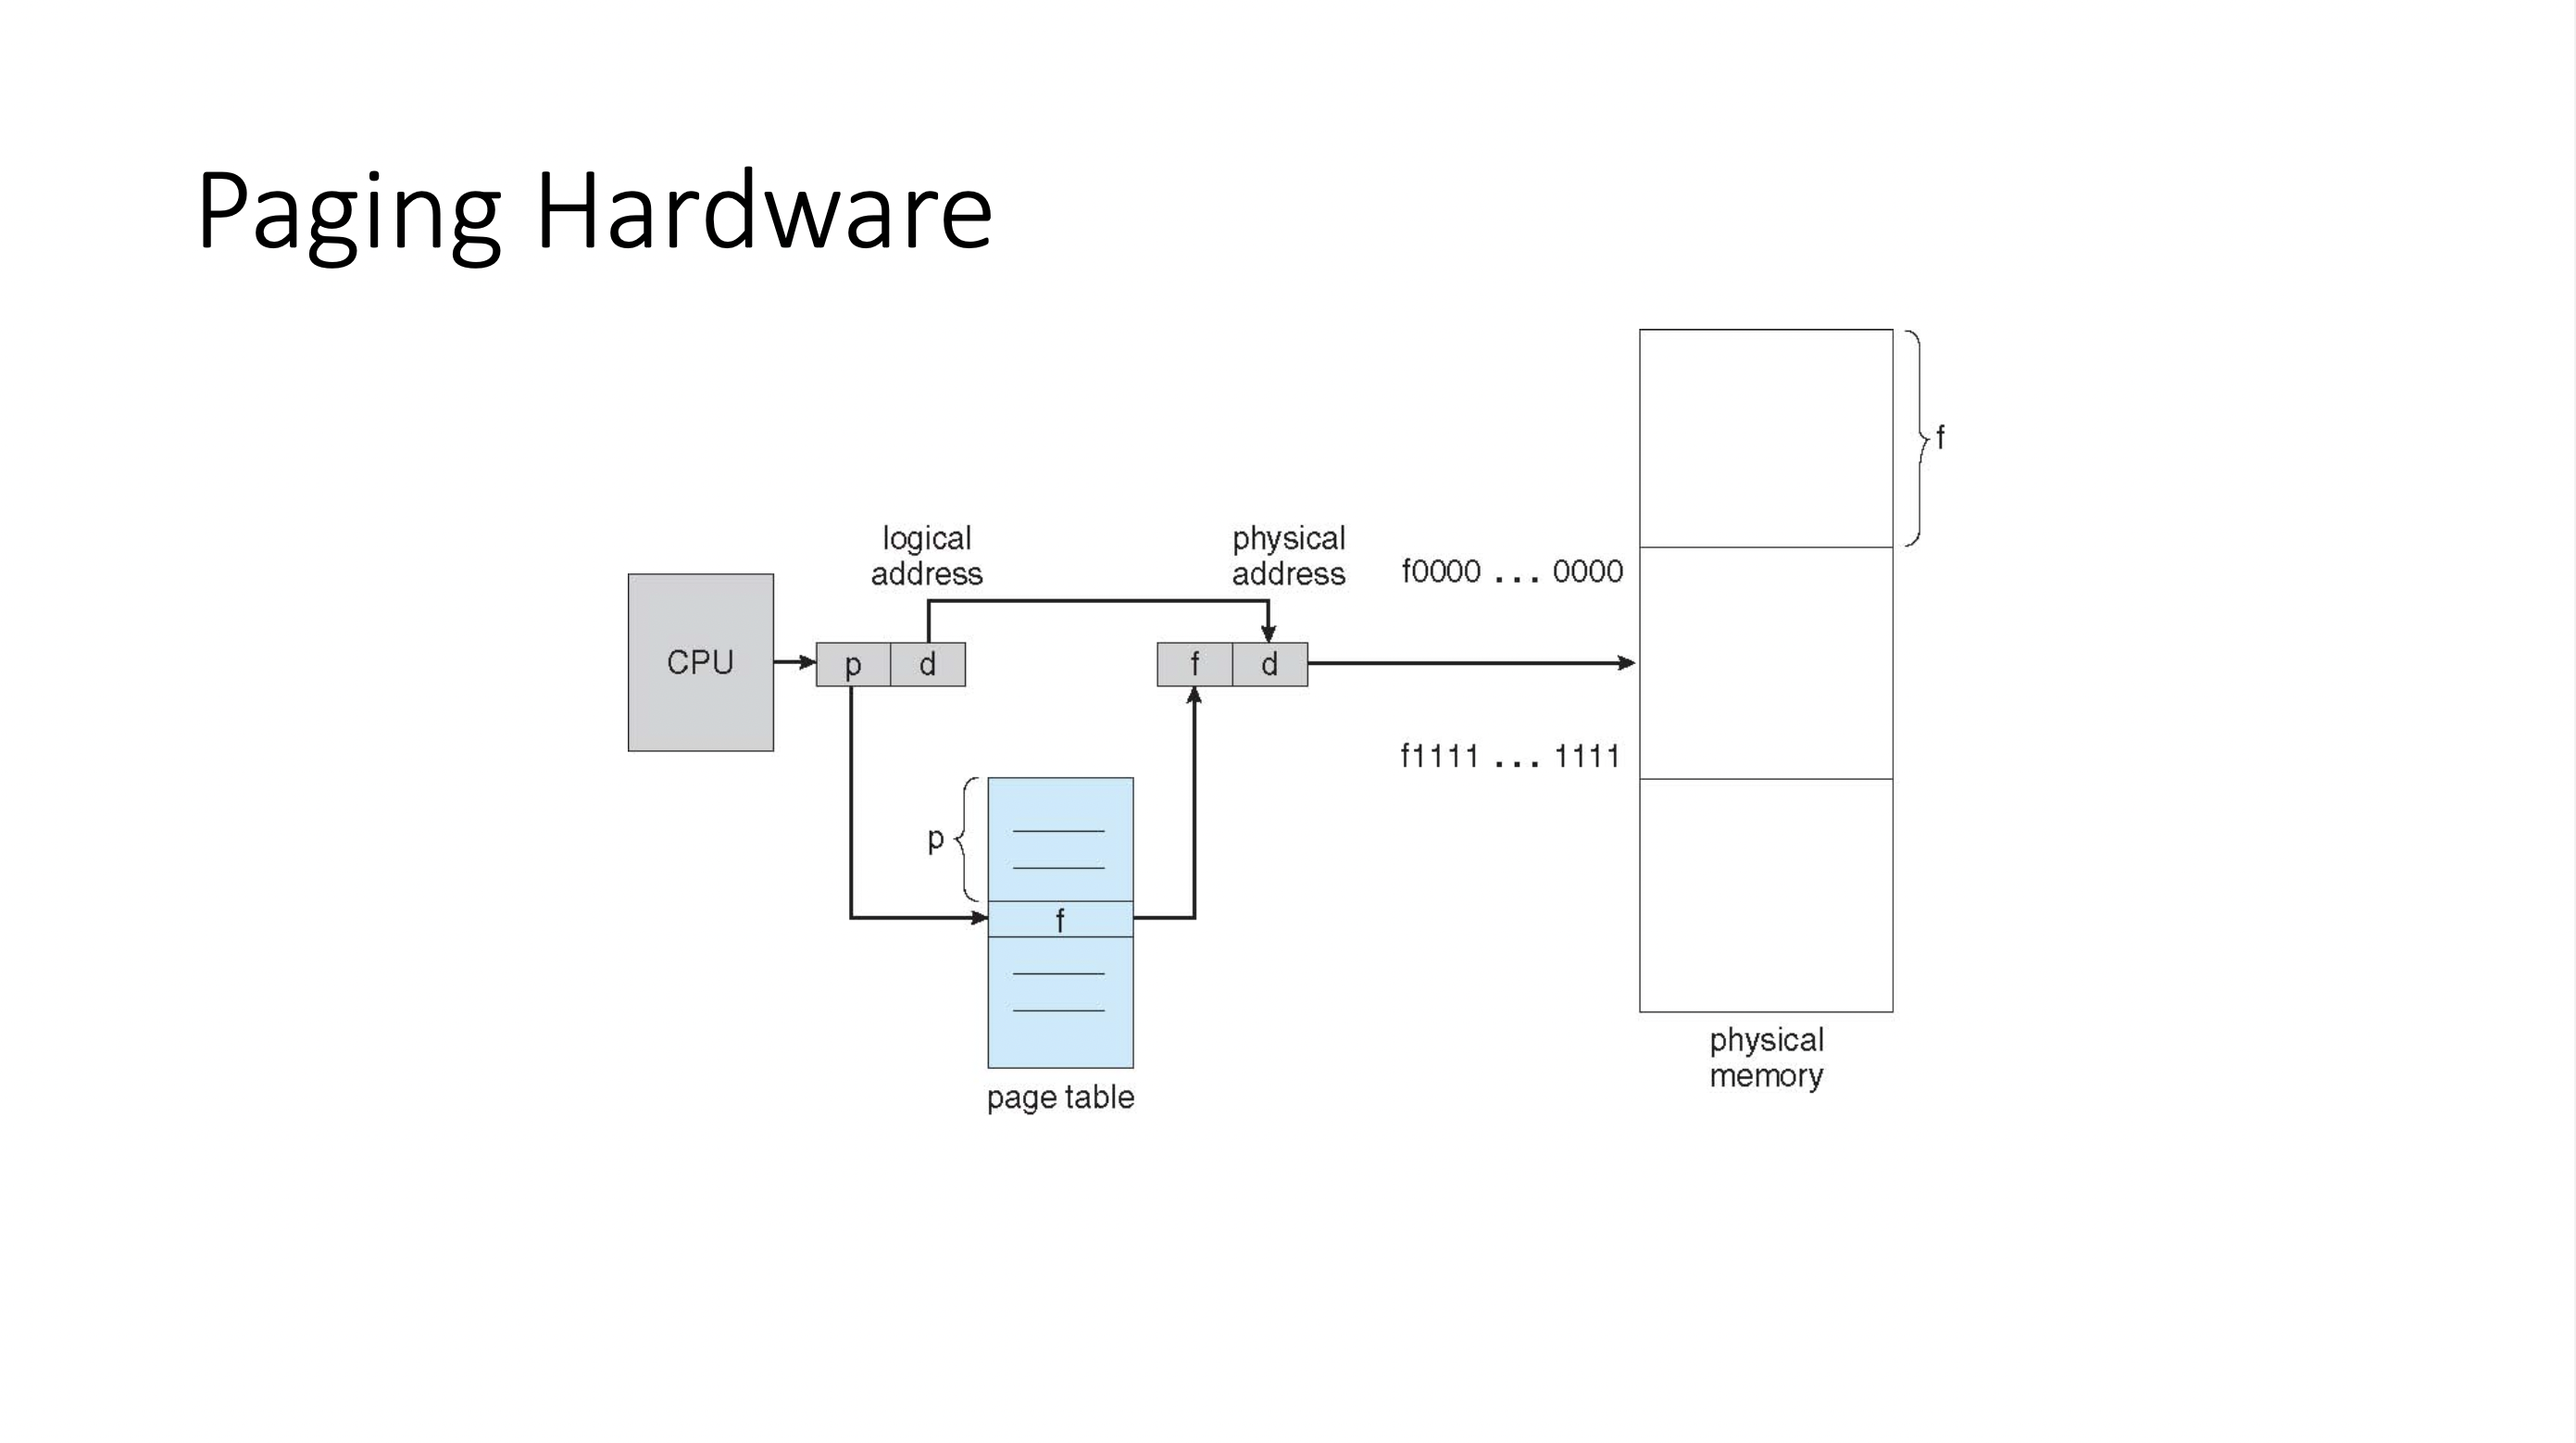 Paging Hardware
f
logical
address
physical
address
f0000 ... 0000
CPU
p
d
f
d
f1111 ... 1111
p
f
page table
physical
memory